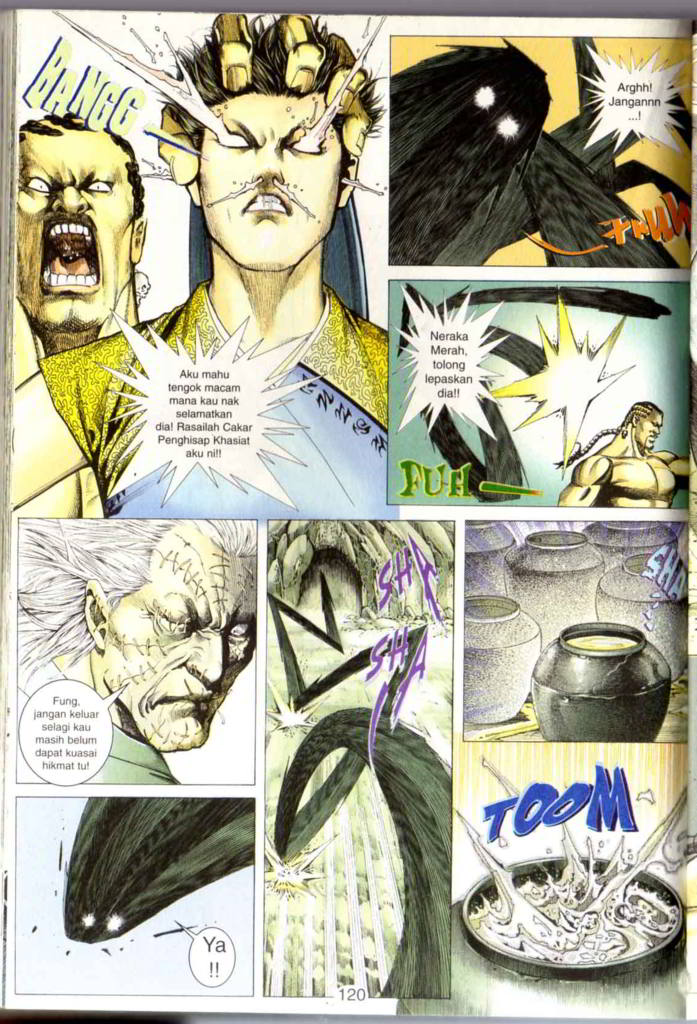 BANGG
Aku mahu
tengok macam
mana kau nak
selamatkan
dia! Rasailah Cakar
Penghisap Khasiat
aku ni!!
Arghh!
Jangannn
...!
Neraka
Merah,
tolong
lepaskan
dia!!
FUH
Fung,
jangan keluar
selagi kau
masih belum
dapat kuasai
hikmat tu!
Ya
!!
SHA
SHA
SHA
TOOM
120